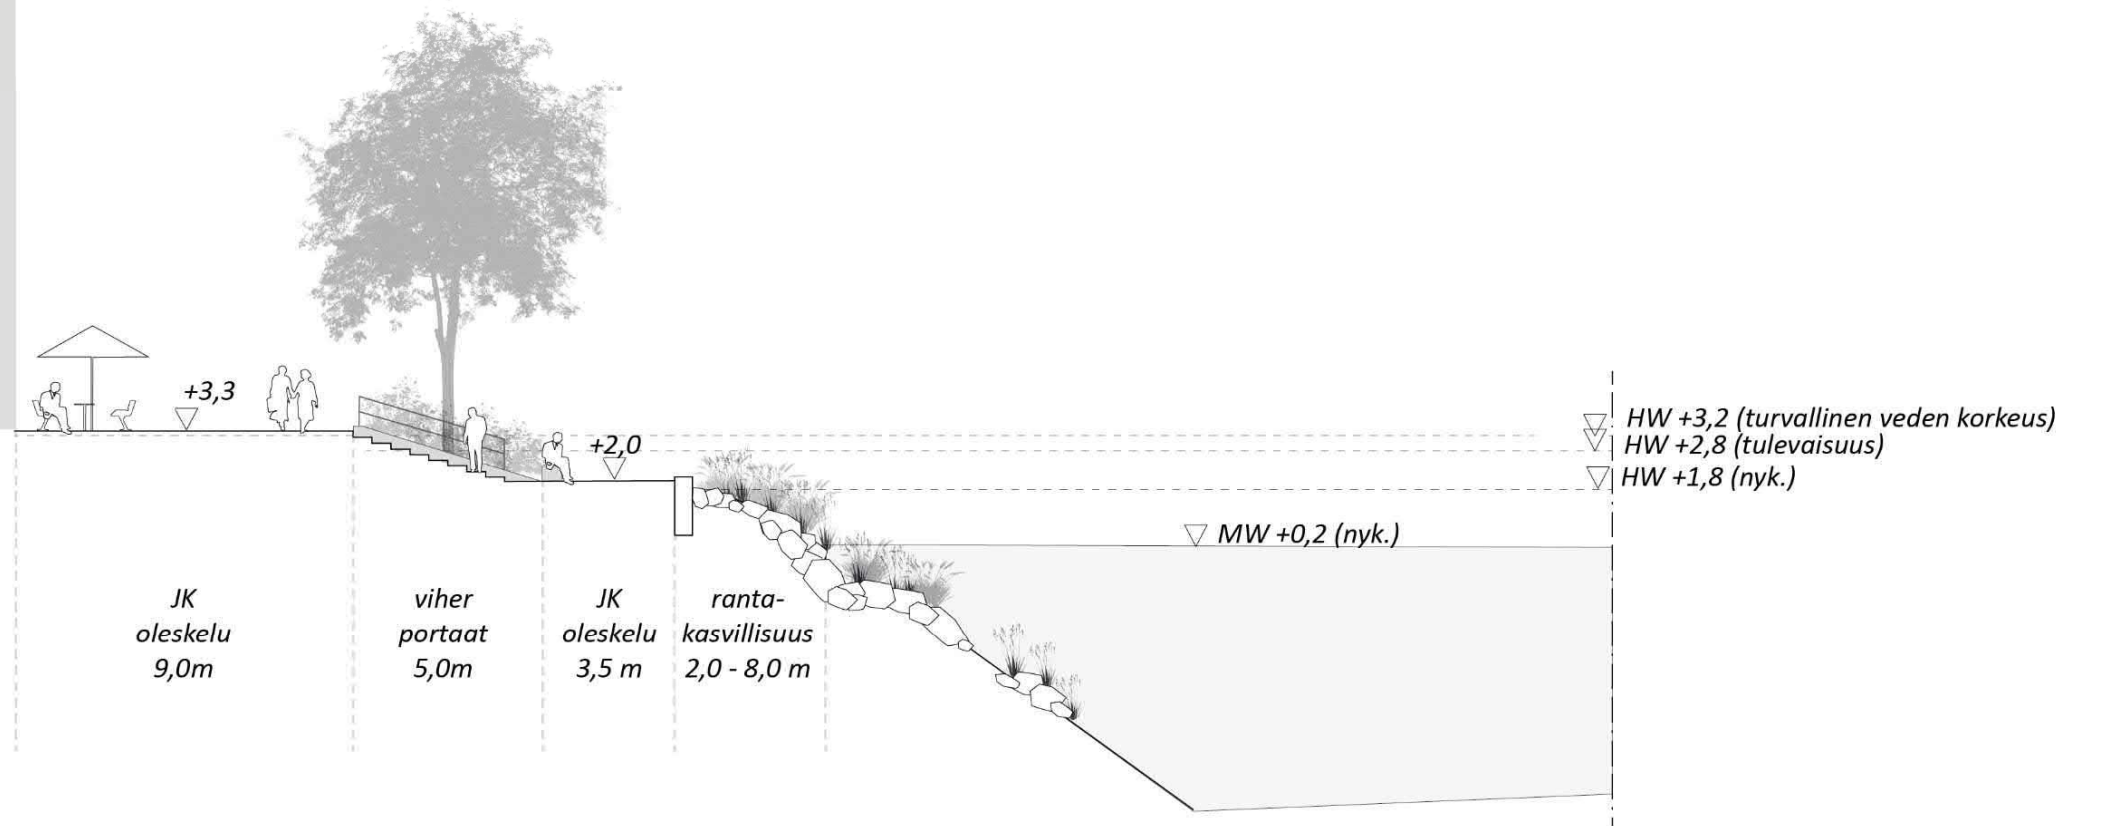 +3,3
+2,0
HW +3,2 (turvallinen veden korkeus)
HW +2,8 (tulevaisuus)
HW +1,8 (nyk.)
MW +0,2 (nyk.)
JK
oleskelu
9,0m
viher
portaat
5,0m
JK
oleskelu
3,5 m
ranta-
kasvillisuus
2,0 - 8,0 m